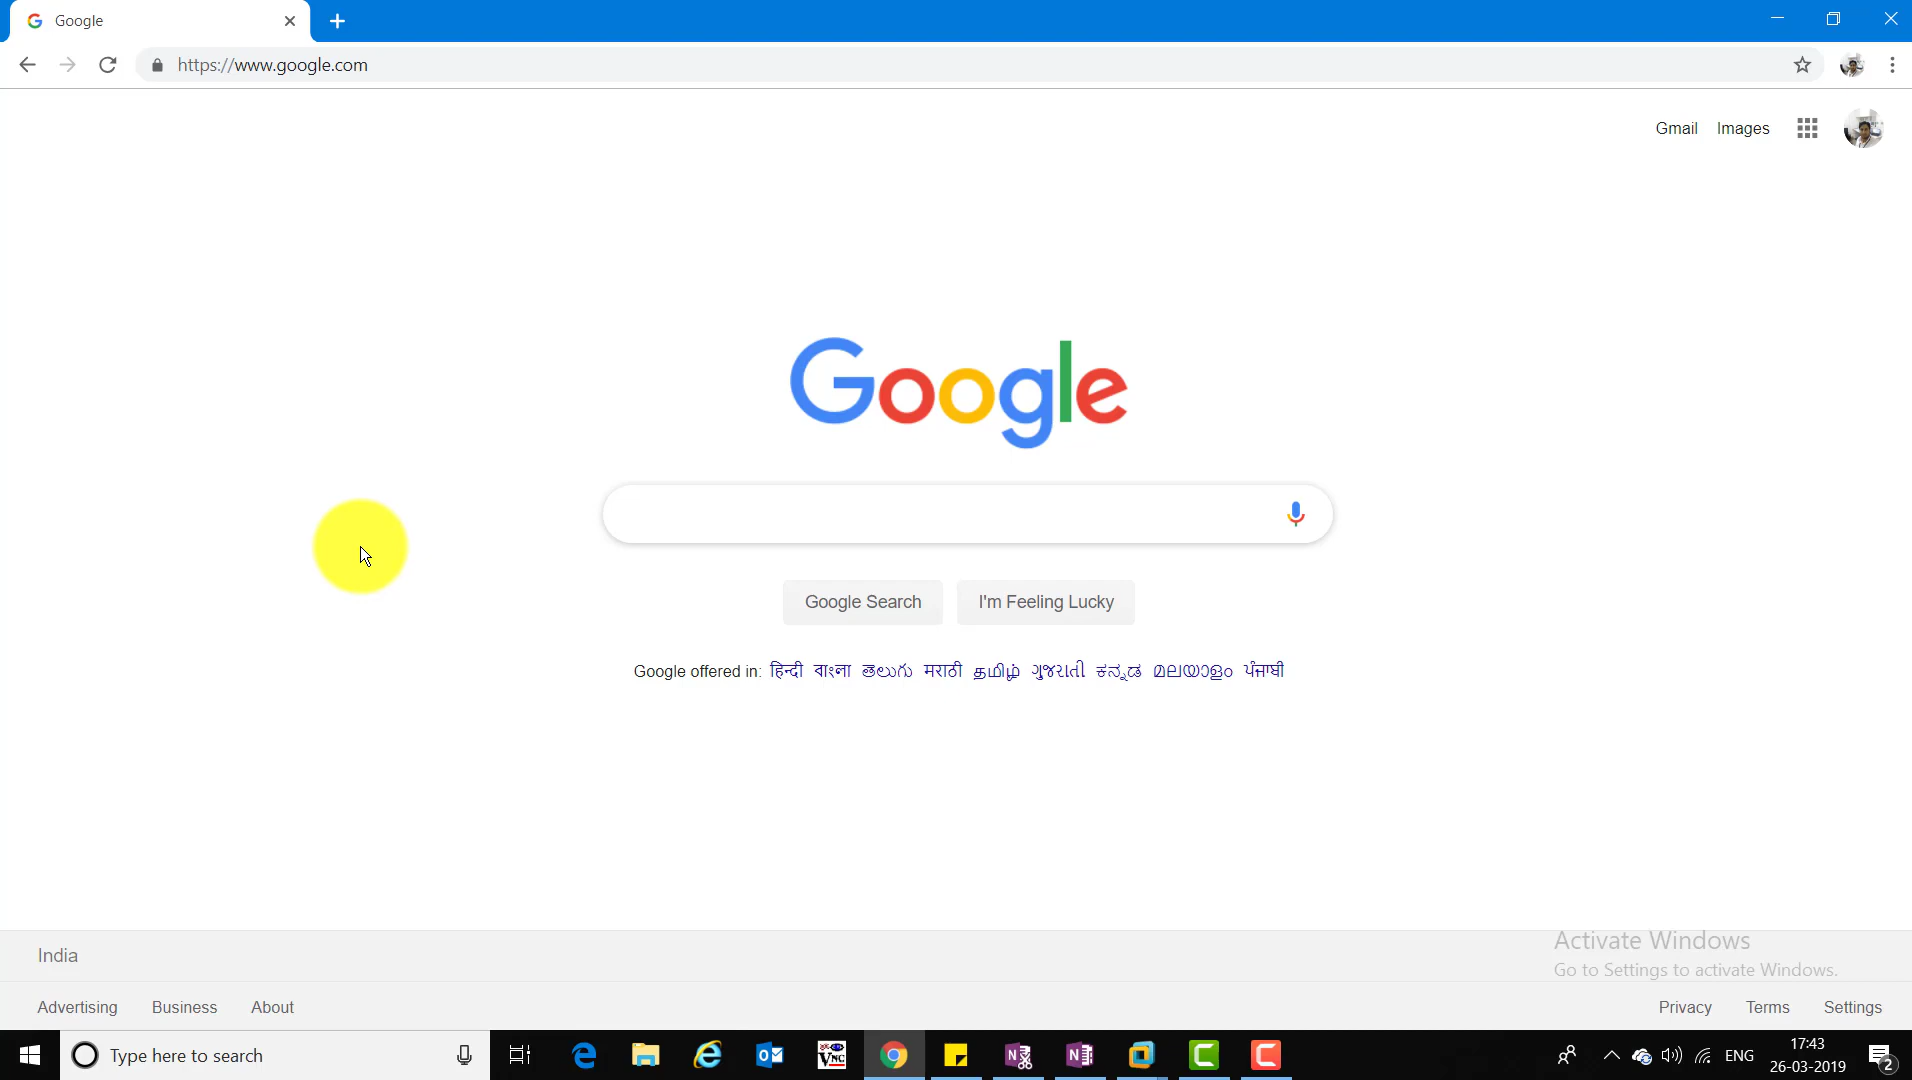 Google
https://www.google.com
Gmail Images
Google
Google Search I'm Feeling Lucky
Google offered in: हिन्दी বাংলা తెలుగు मराठी தமிழ் ગુજરાતી ಕನ್ನಡ മലയാളം ਪੰਜਾਬੀ
India
Activate Windows
Go to Settings to activate Windows.
Advertising Business About Privacy Terms Settings
Type here to search
VNC
ENG
17:43
26-03-2019
2